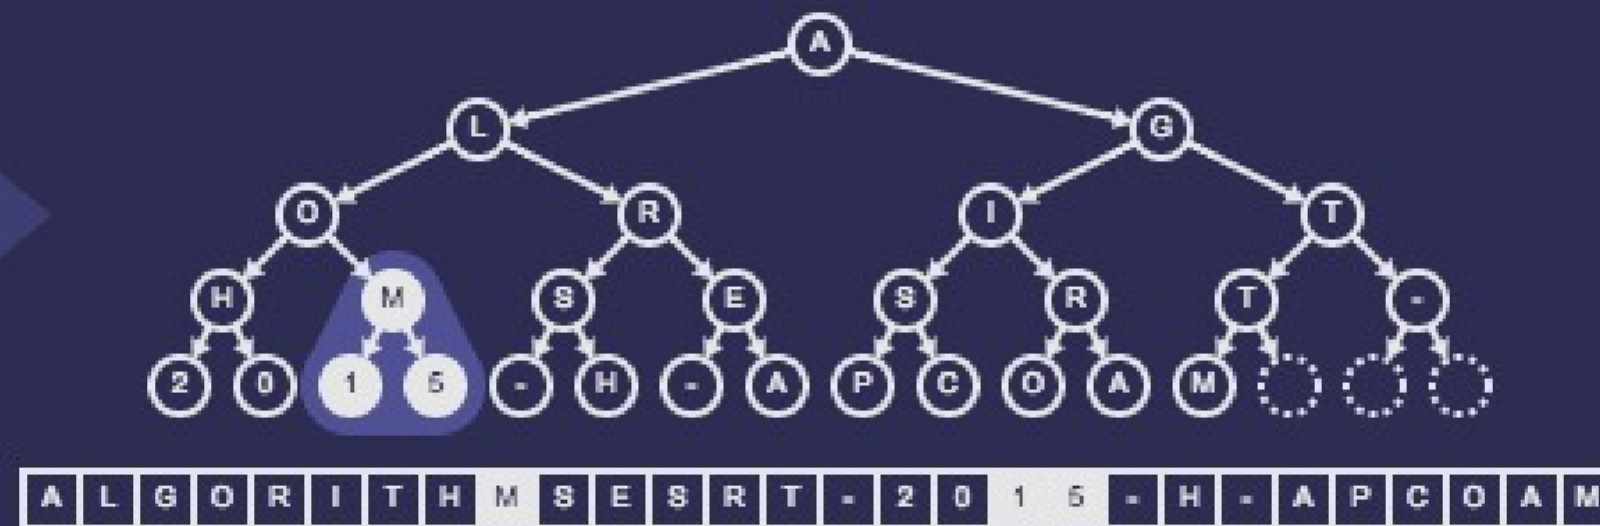 A
L G
O R I T
H M S E S R T -
2 0 1 5 - H - A P C O A M
A L G O R I T H M S E S R T - 2 0 1 5 - H - A P C O A M